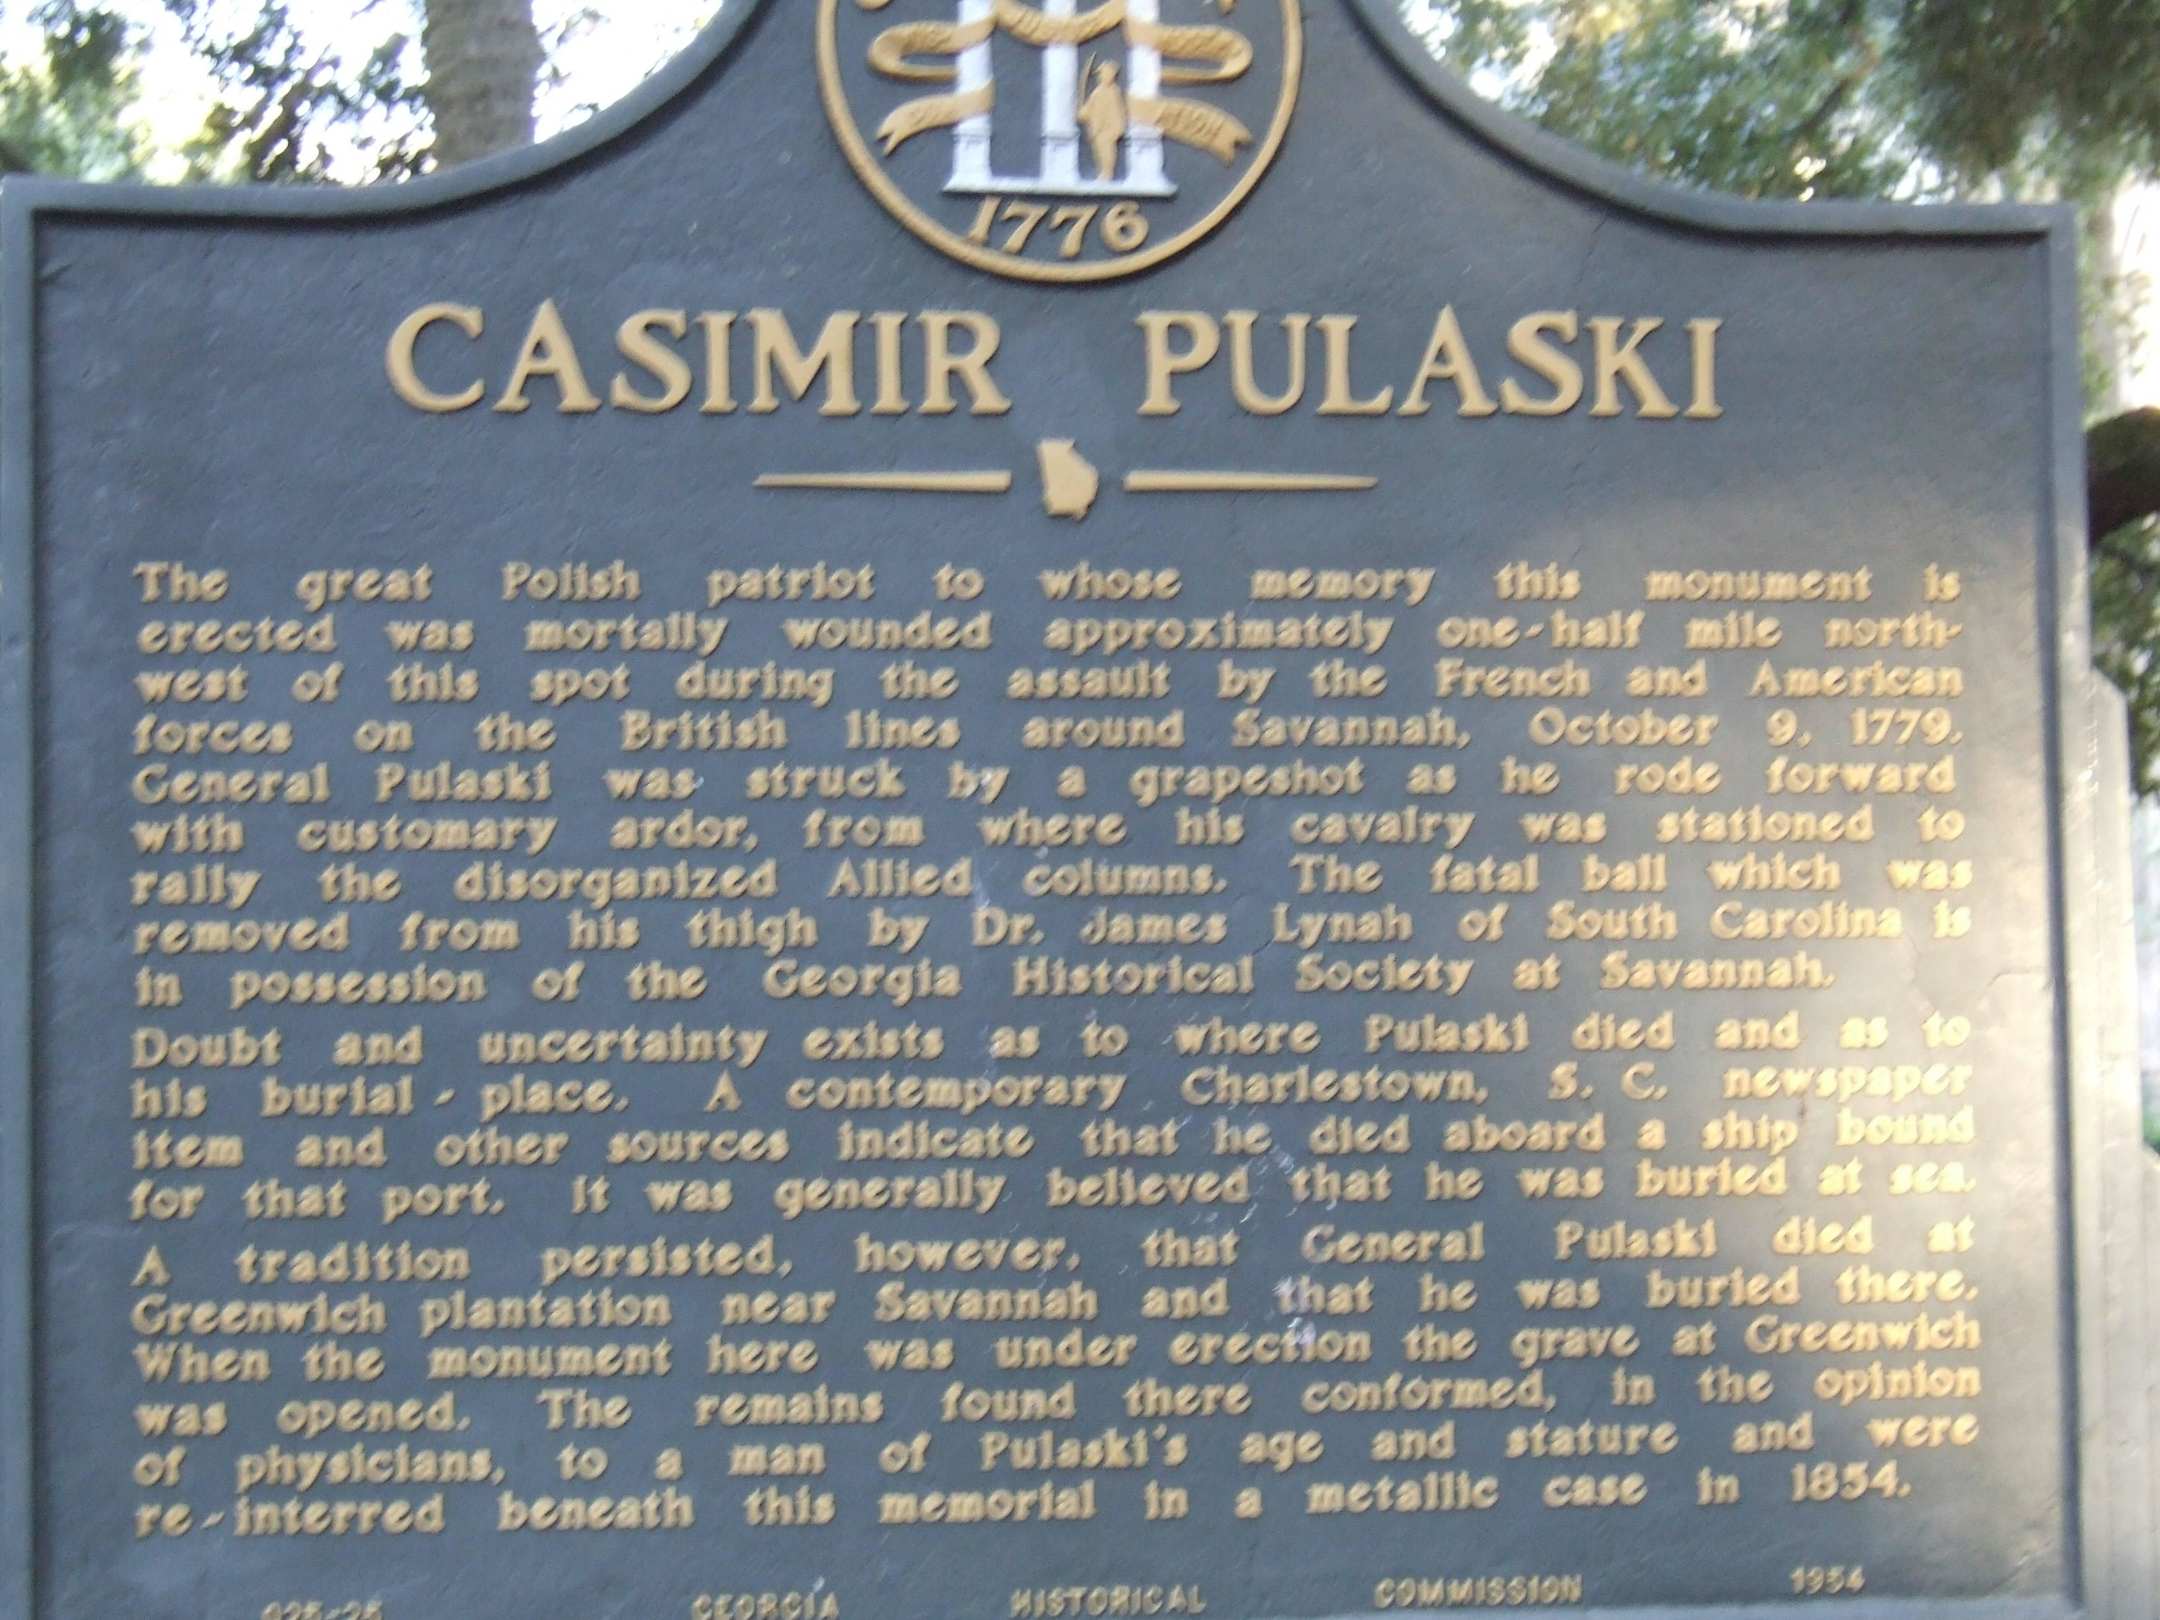 1776
CASIMIR PULASKI
The great Polish patriot to whose memory this monument is
erected was mortally wounded approximately one-half mile north-
west of this spot during the assault by the French and American
forces on the British lines around Savannah, October 9, 1779.
General Pulaski was struck by a grapeshot as he rode forward
with customary ardor, from where his cavalry was stationed to
rally the disorganized Allied columns. The fatal ball which was
removed from his thigh by Dr. James Lynah of South Carolina is
in possession of the Georgia Historical Society at Savannah.
Doubt and uncertainty exists as to where Pulaski died and as to
his burial-place. A contemporary Charlestown, S. C. newspaper
item and other sources indicate that he died aboard a ship bound
for that port. It was generally believed that he was buried at sea.
A tradition persisted, however, that General Pulaski died at
Greenwich plantation near Savannah and that he was buried there.
When the monument here was under erection the grave at Greenwich
was opened. The remains found there conformed, in the opinion
of physicians, to a man of Pulaski's age and stature and were
re-interred beneath this memorial in a metallic case in 1854.
025-25 GEORGIA HISTORICAL COMMISSION 1954